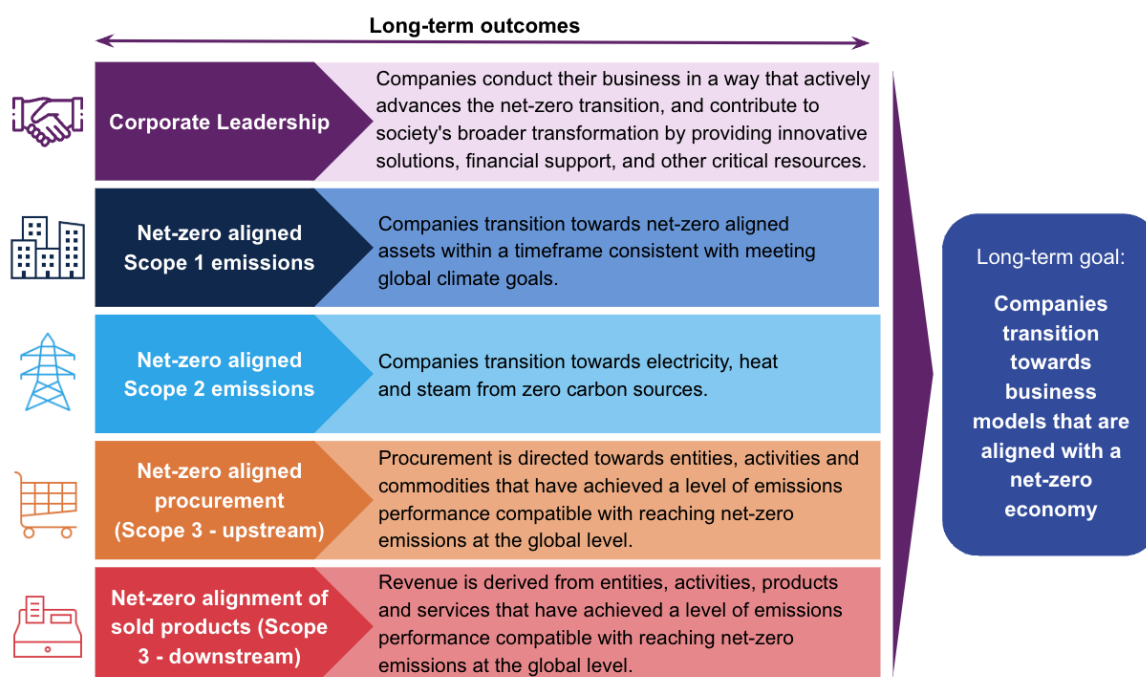 Long-term outcomes
Corporate Leadership
Companies conduct their business in a way that actively
advances the net-zero transition, and contribute to
society's broader transformation by providing innovative
solutions, financial support, and other critical resources.
Net-zero aligned
Scope 1 emissions
Companies transition towards net-zero aligned
assets within a timeframe consistent with meeting
global climate goals.
Net-zero aligned
Scope 2 emissions
Companies transition towards electricity, heat
and steam from zero carbon sources.
Net-zero aligned
procurement
(Scope 3 - upstream)
Procurement is directed towards entities, activities and
commodities that have achieved a level of emissions
performance compatible with reaching net-zero
emissions at the global level.
Net-zero alignment of
sold products (Scope
3 - downstream)
Revenue is derived from entities, activities, products
and services that have achieved a level of emissions
performance compatible with reaching net-zero
emissions at the global level.
Long-term goal:
Companies
transition
towards
business
models that are
aligned with a
net-zero
economy